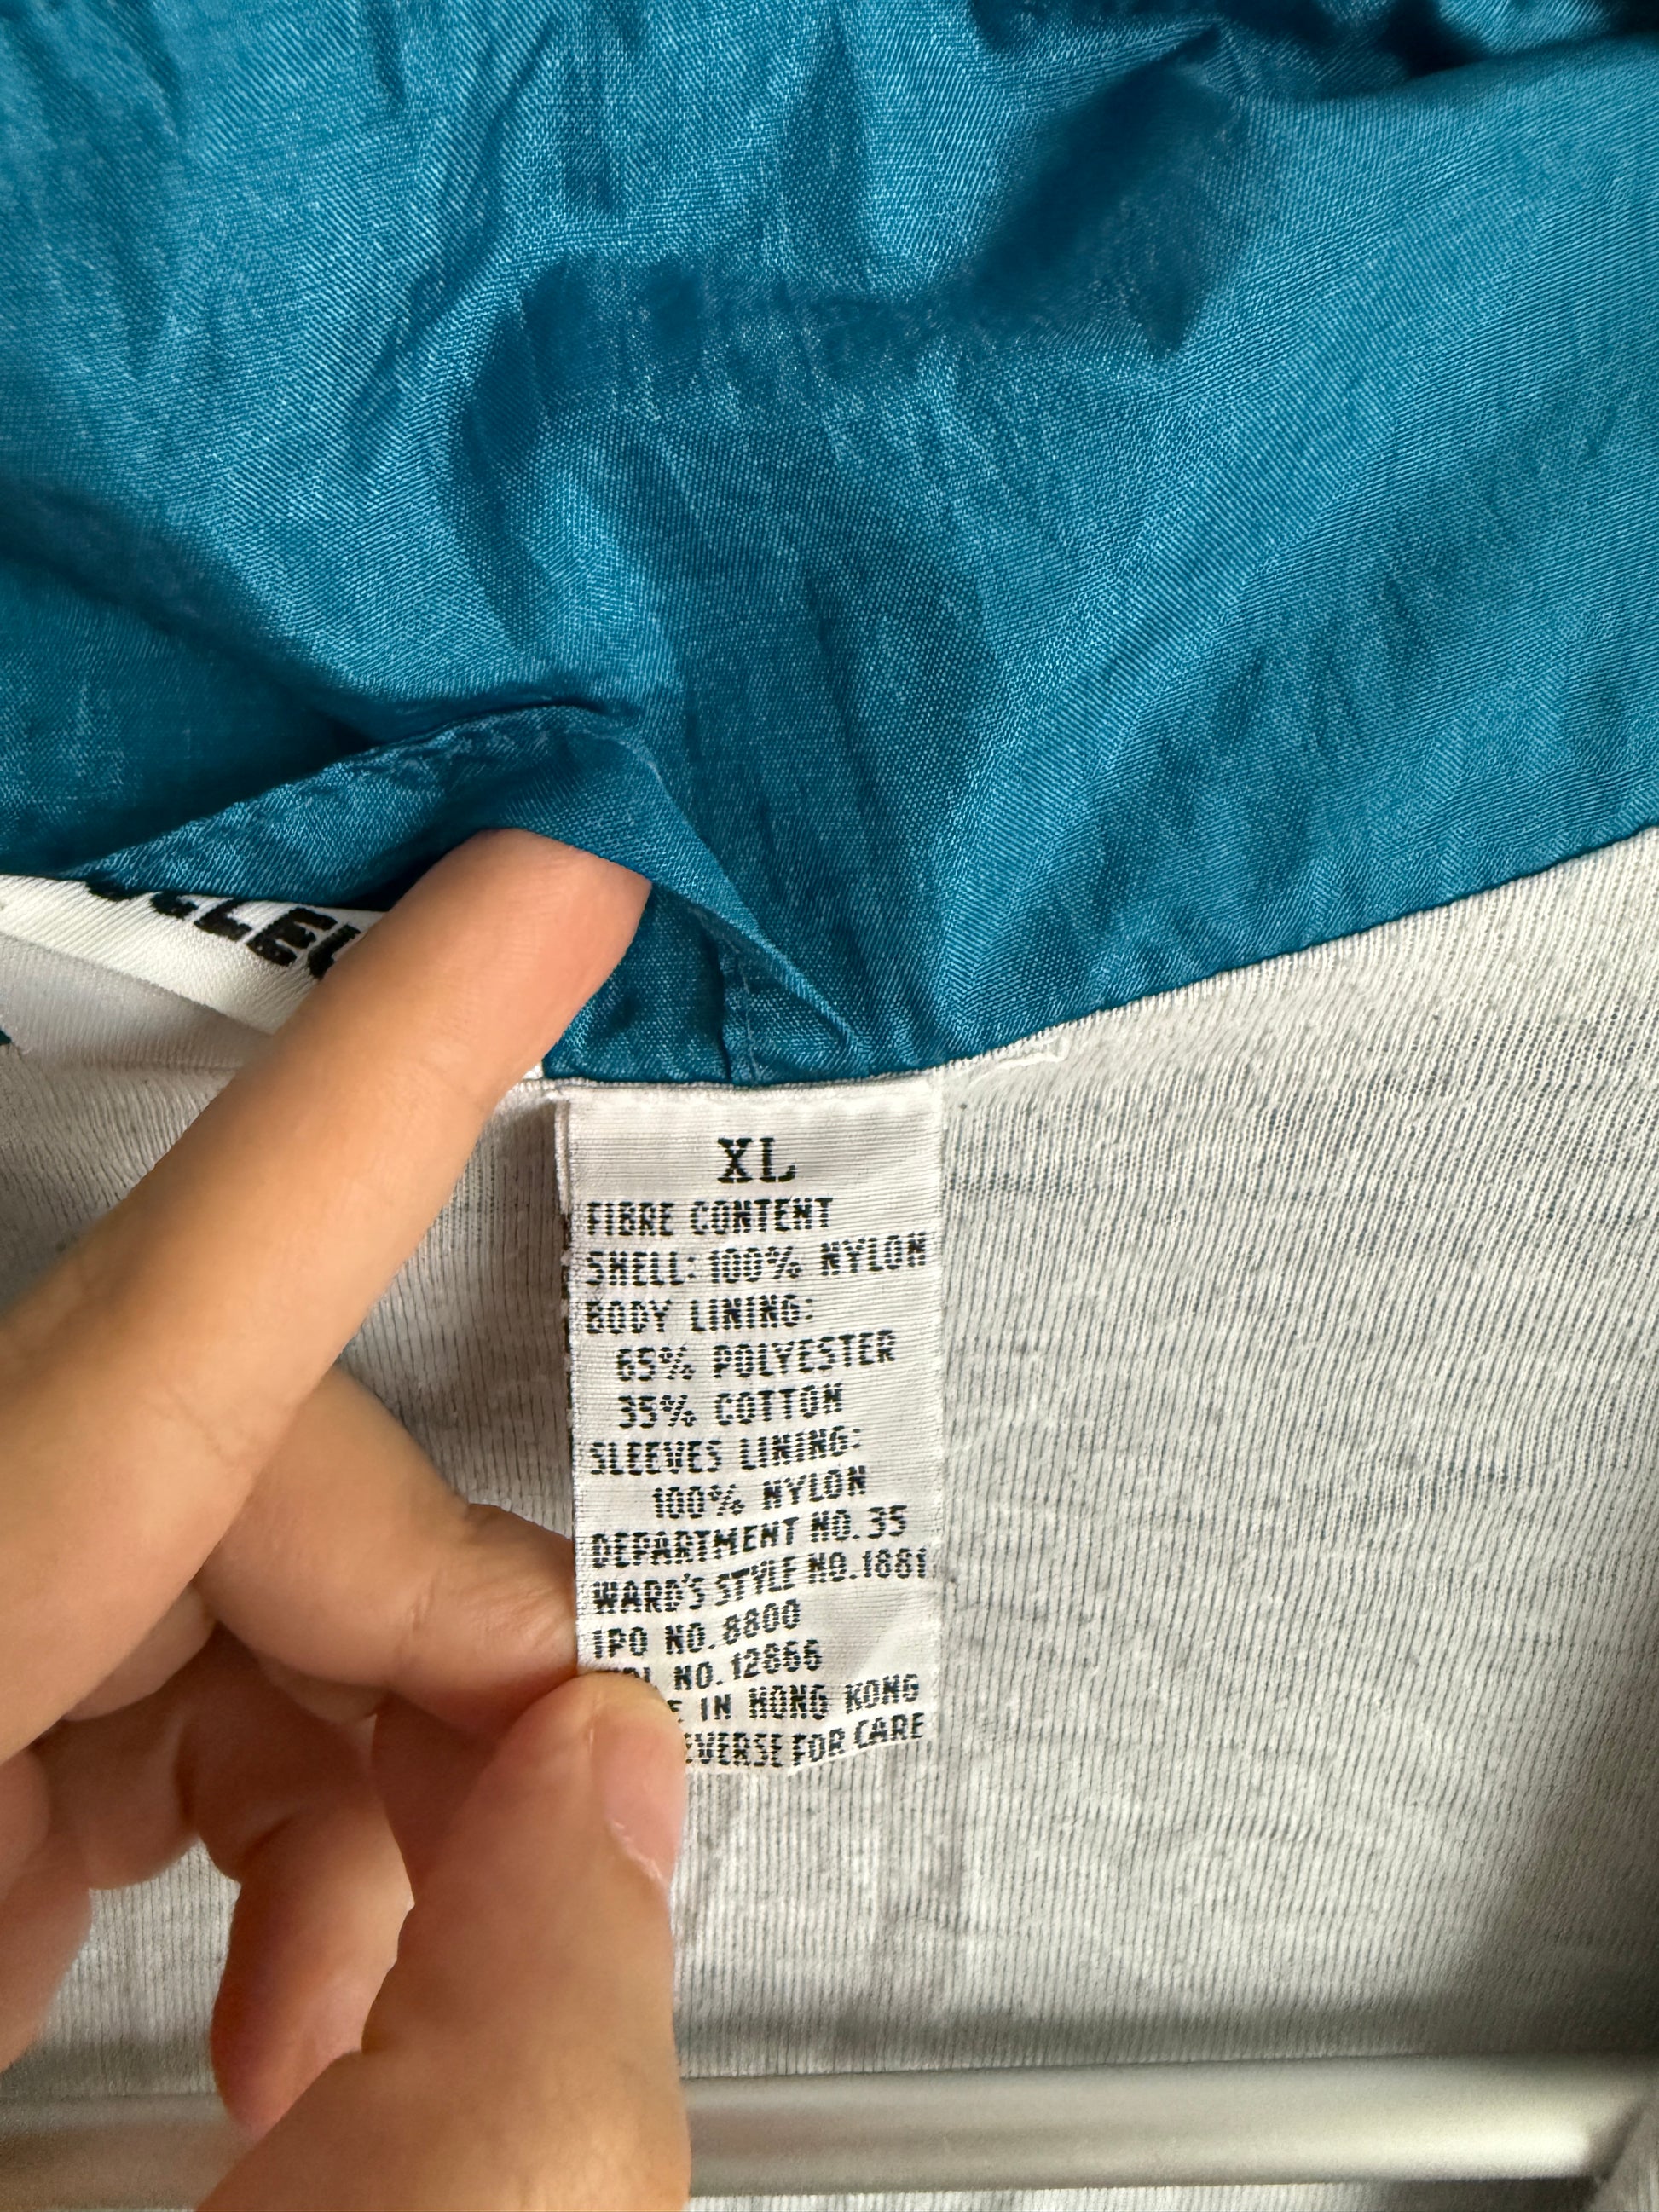 XL
FIBRE CONTENT
SHELL: 100% NYLON
BODY LINING:
65% POLYESTER
35% COTTON
SLEEVES LINING:
100% NYLON
DEPARTMENT NO. 35
WARD'S STYLE NO. 1881
IPO NO. 8800
NO. 12866
IN HONG KONG
FOR CARE